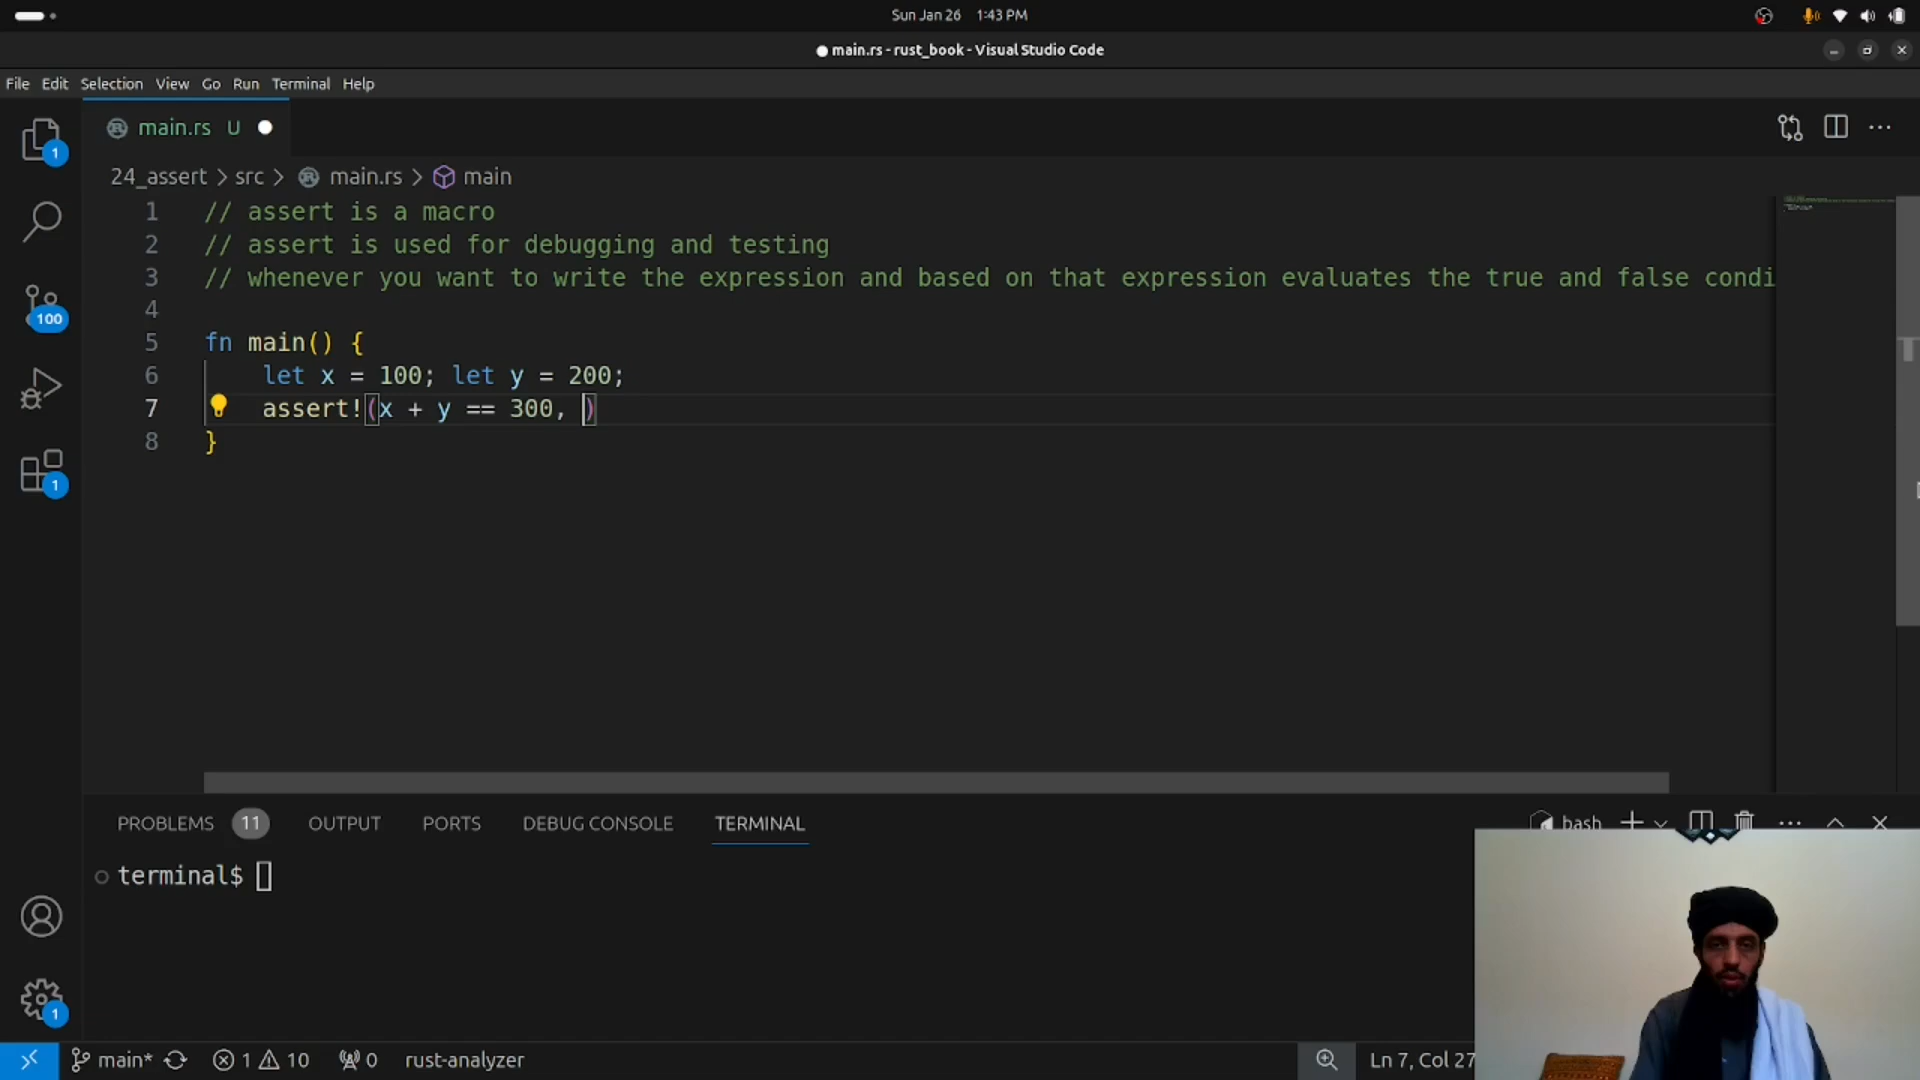 Sun Jan 26 1:43 PM
main.rs - rust_book - Visual Studio Code
File Edit Selection View Go Run Terminal Help
main.rs U
24_assert > src > main.rs > main
1 // assert is a macro
2 // assert is used for debugging and testing
3 // whenever you want to write the expression and based on that expression evaluates the true and false condi
4
5 fn main() {
6 let x = 100; let y = 200;
7 assert!(x + y == 300, )
8 }
1
100
1
1
PROBLEMS 11 OUTPUT PORTS DEBUG CONSOLE TERMINAL
bash
terminal$
main* 1 10 0 rust-analyzer
Ln 7, Col 27